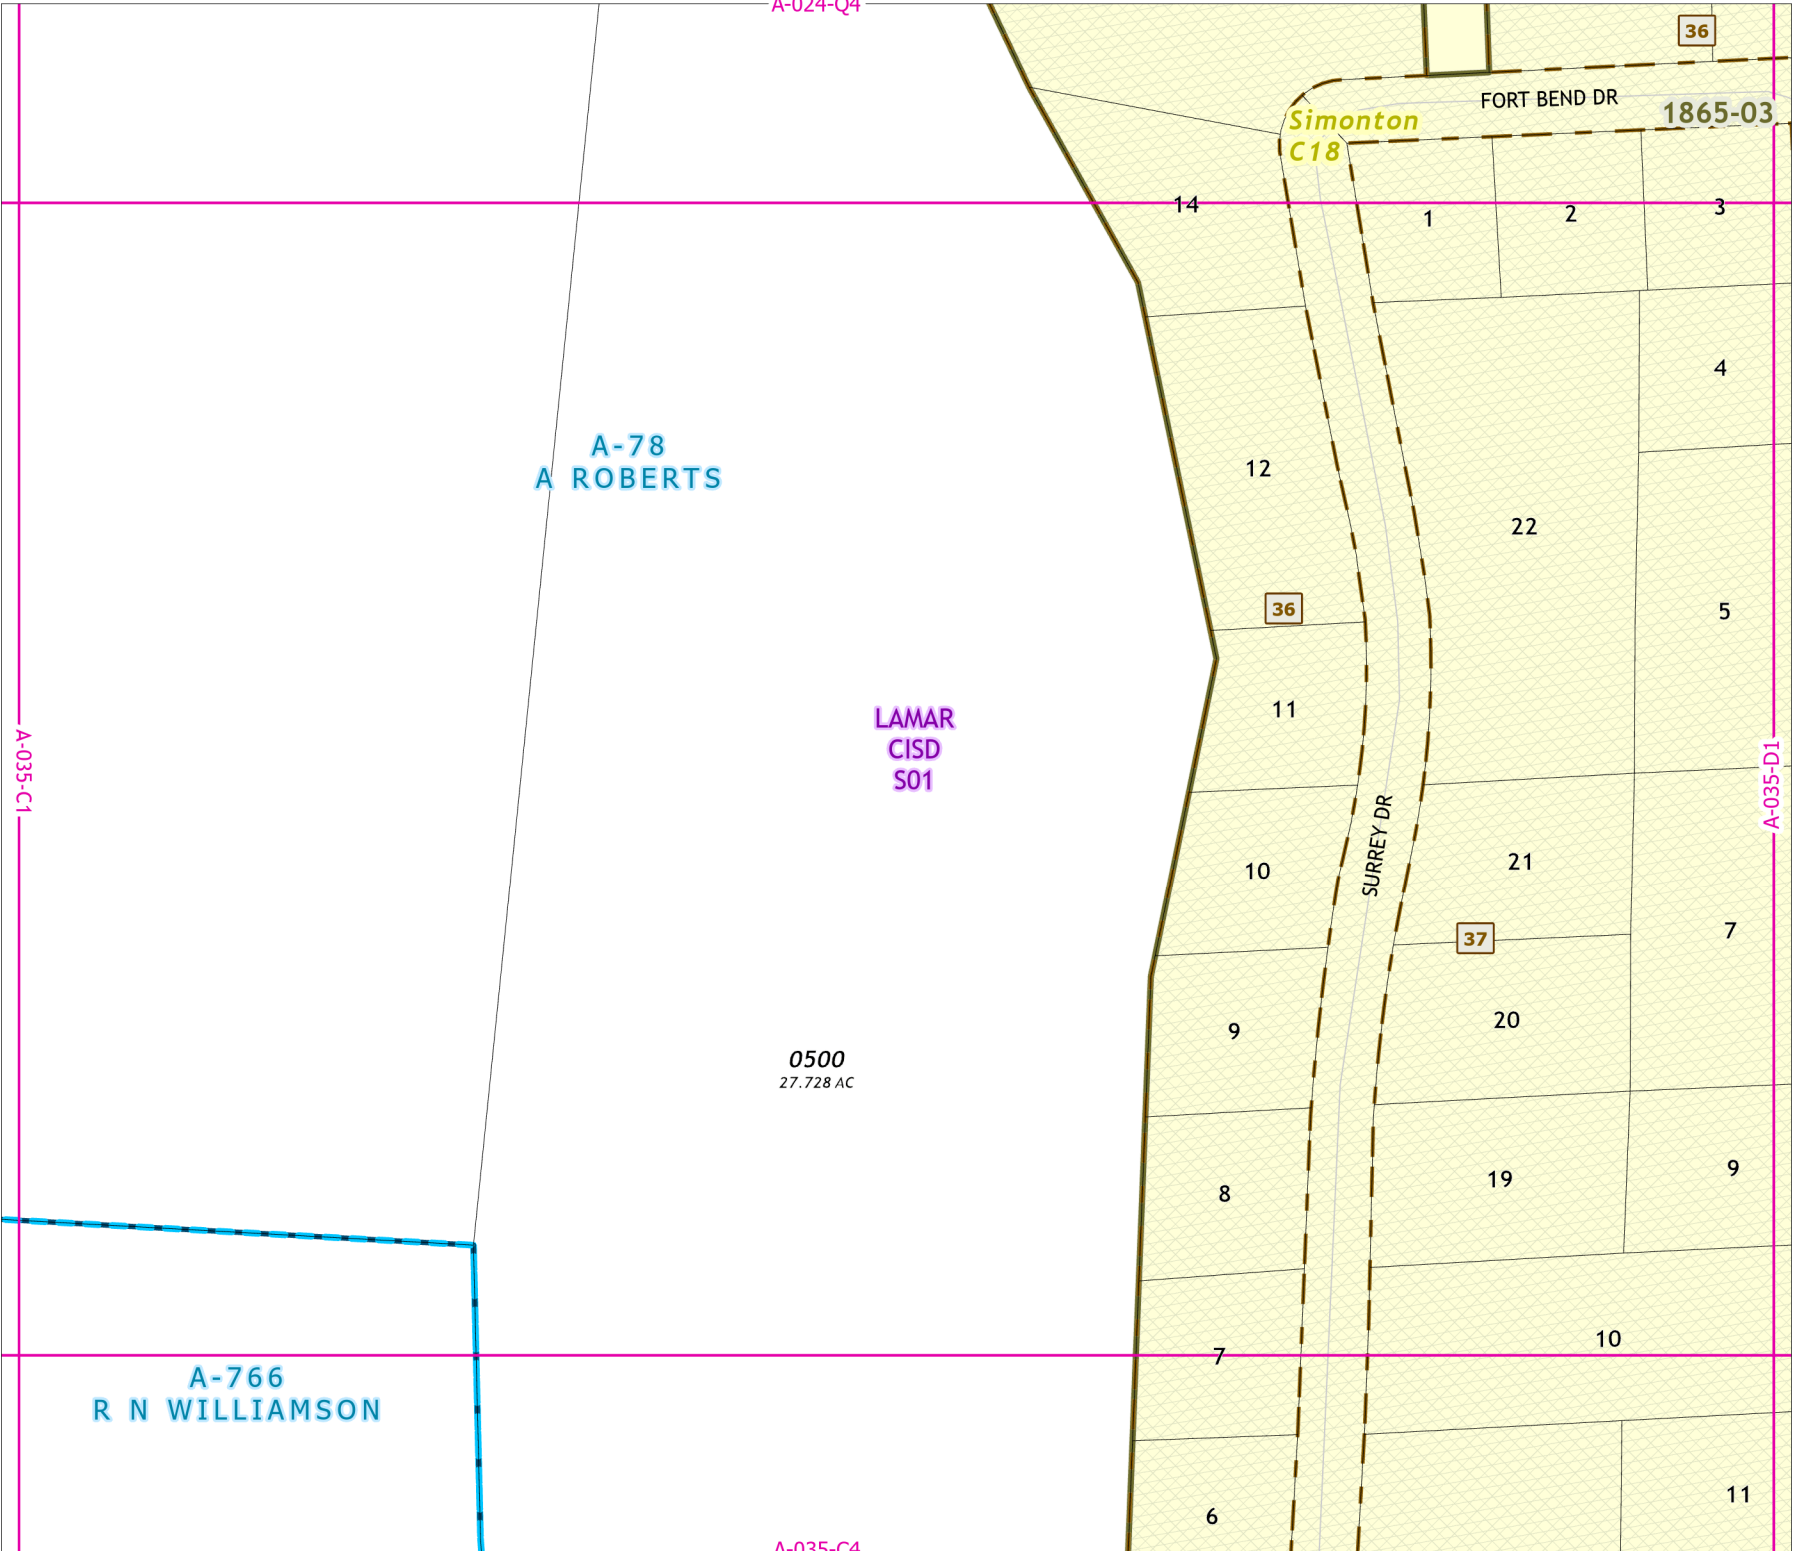 A-024-Q4
36
FORT BEND DR
1865-03
Simonton
C18
14
1
2
3
4
A-78
A ROBERTS
12
22
36
5
LAMAR
CISD
S01
11
A-035-C1
A-035-D1
SURREY DR
10
21
37
7
9
20
0500
27.728 AC
8
19
9
10
7
A-766
R N WILLIAMSON
11
6
A-035-C4